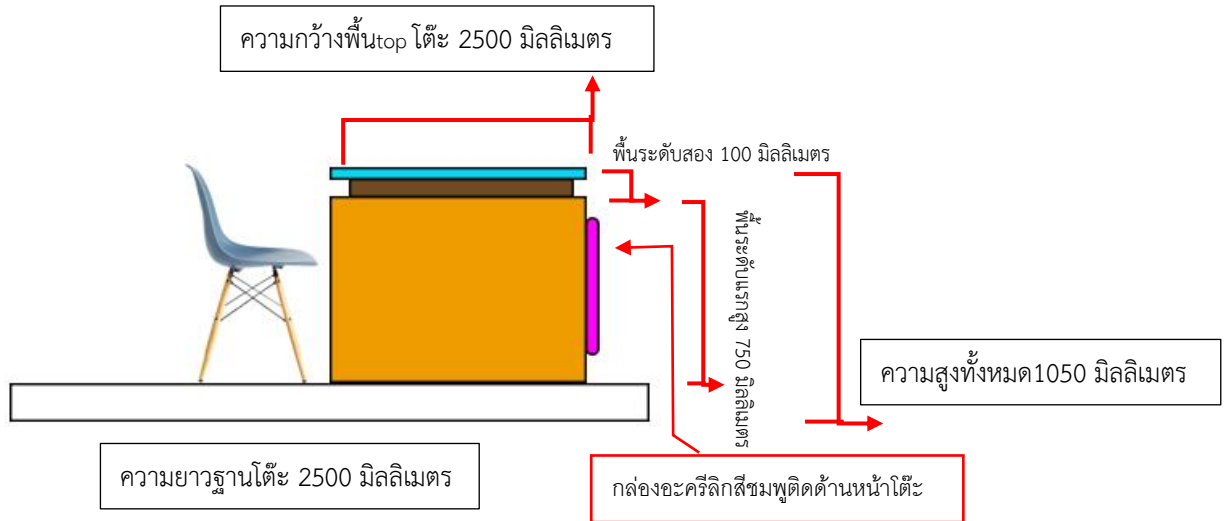 ความกว้างพื้นtop โต๊ะ 2500 มิลลิเมตร
พื้นระดับสอง 100 มิลลิเมตร
พื้นระดับแรกสูง 750 มิลลิเมตร
ความสูงทั้งหมด1050 มิลลิเมตร
ความยาวฐานโต๊ะ 2500 มิลลิเมตร
กล่องอะครีลิกสีชมพูติดด้านหน้าโต๊ะ